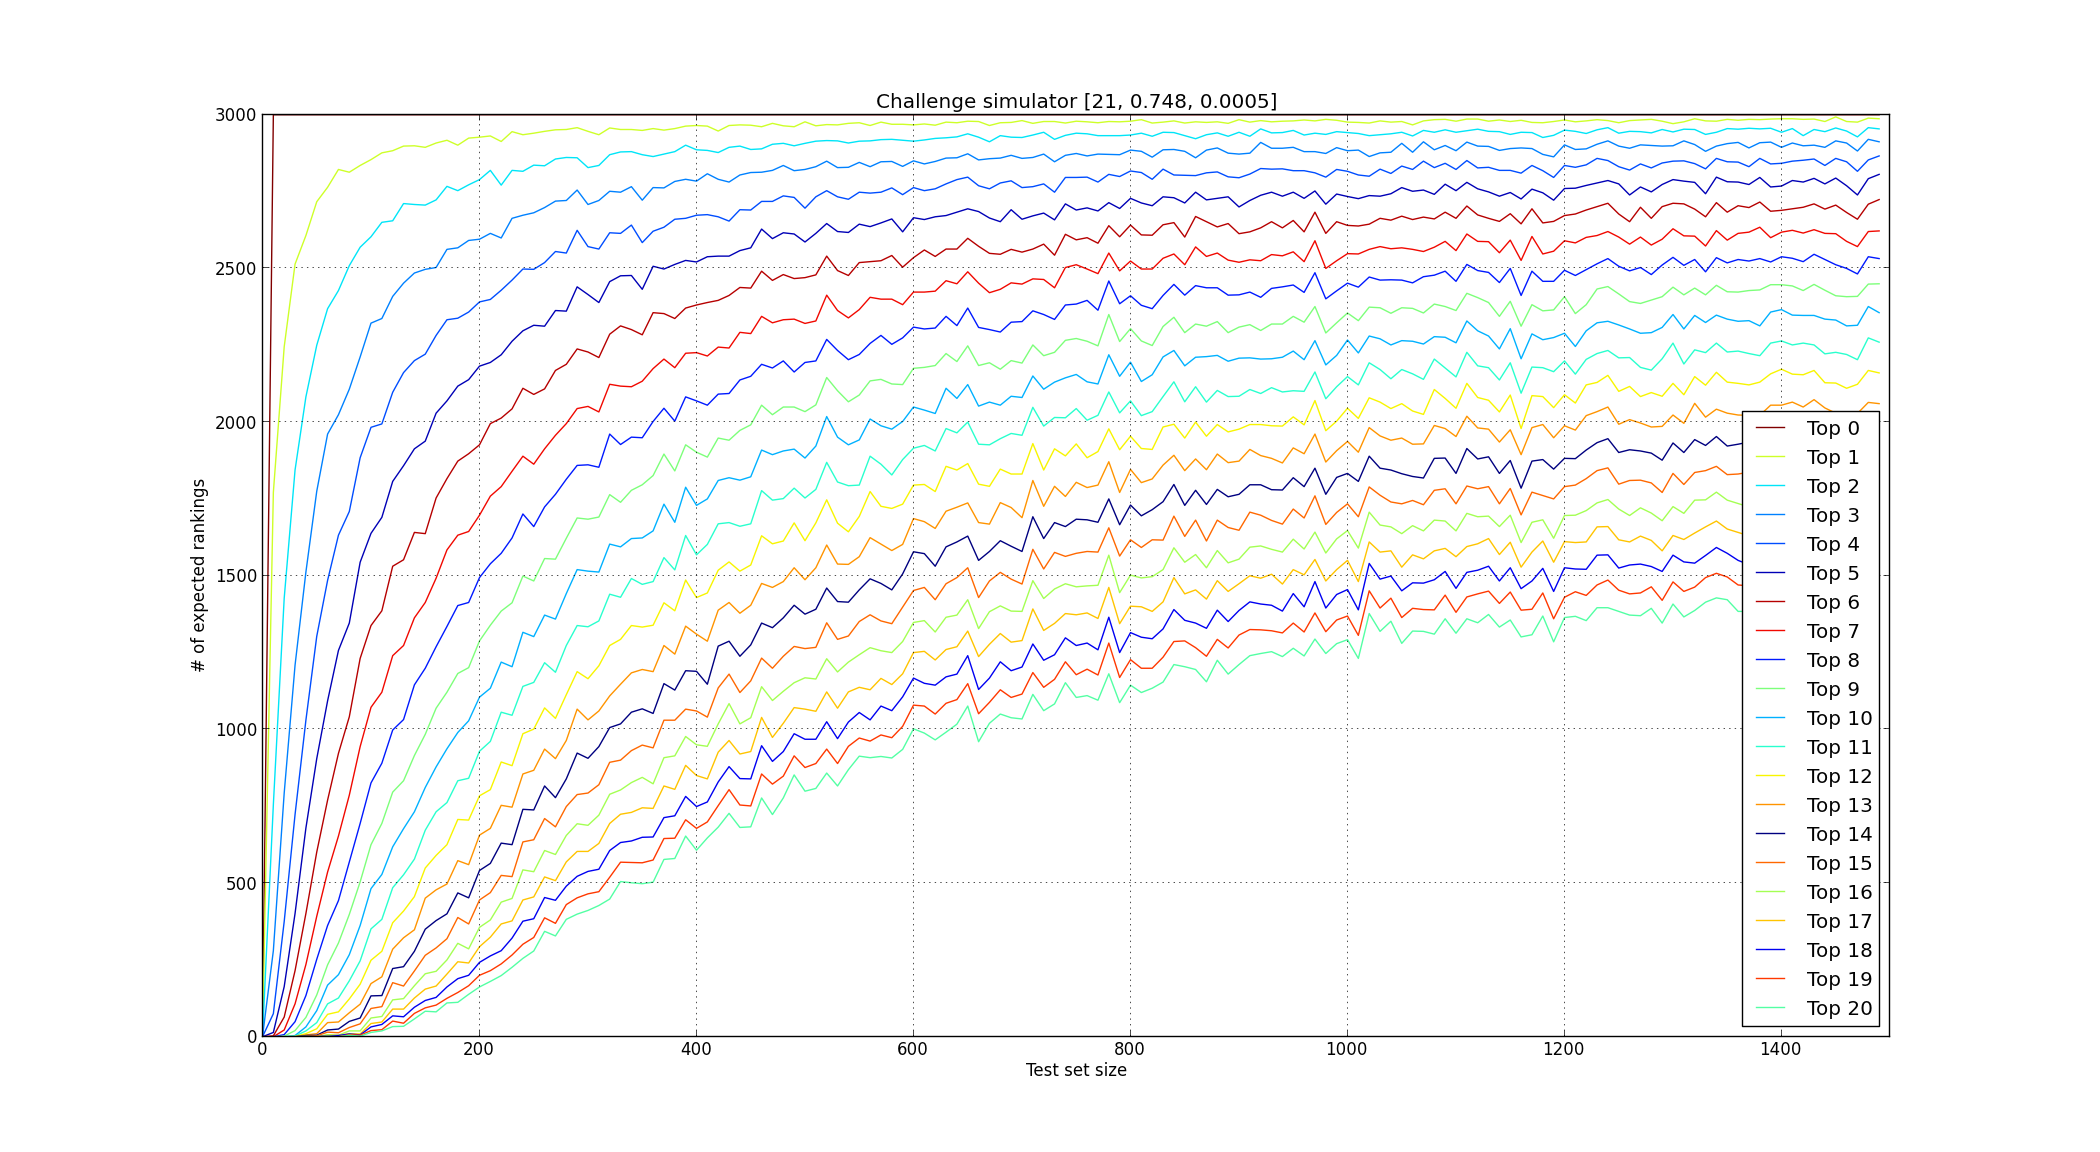 Challenge simulator [21, 0.748, 0.0005]
3000
2500
2000
1500
1000
500
0
# of expected rankings
0 200 400 600 800 1000 1200 1400
Test set size
Top 0
Top 1
Top 2
Top 3
Top 4
Top 5
Top 6
Top 7
Top 8
Top 9
Top 10
Top 11
Top 12
Top 13
Top 14
Top 15
Top 16
Top 17
Top 18
Top 19
Top 20